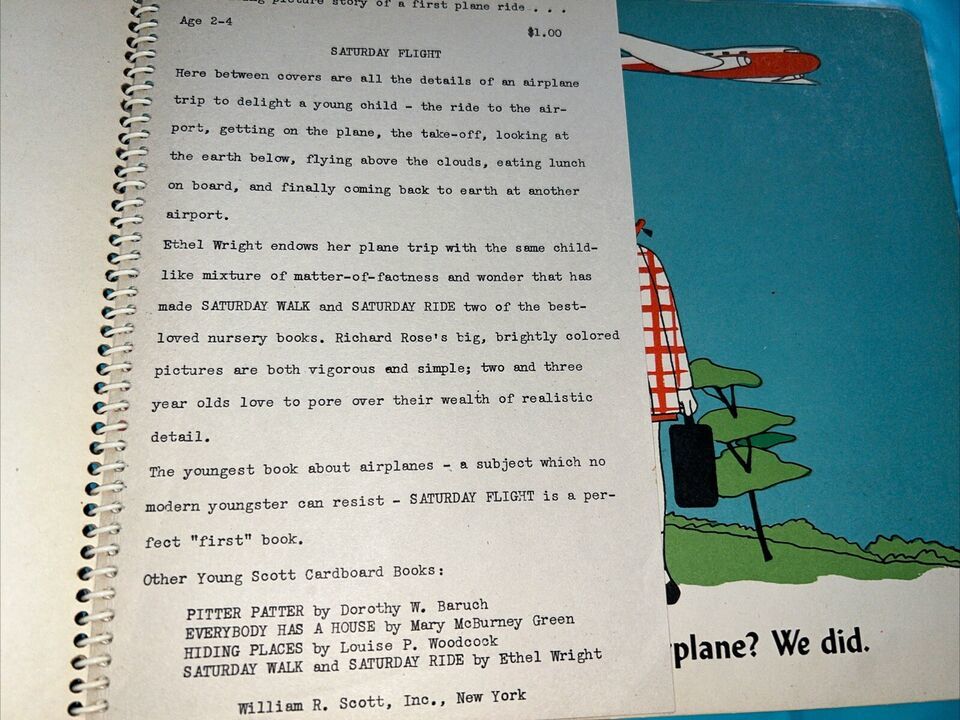 picture story of a first plane ride . . .
Age 2-4
$1.00
SATURDAY FLIGHT
Here between covers are all the details of an airplane
trip to delight a young child - the ride to the air-
port, getting on the plane, the take-off, looking at
the earth below, flying above the clouds, eating lunch
on board, and finally coming back to earth at another
airport.
Ethel Wright endows her plane trip with the same child-
like mixture of matter-of-factness and wonder that has
made SATURDAY WALK and SATURDAY RIDE two of the best-
loved nursery books. Richard Rose's big, brightly colored
pictures are both vigorous and simple; two and three
year olds love to pore over their wealth of realistic
detail.
The youngest book about airplanes - a subject which no
modern youngster can resist - SATURDAY FLIGHT is a per-
fect "first" book.
Other Young Scott Cardboard Books:
PITTER PATTER by Dorothy W. Baruch
EVERYBODY HAS A HOUSE by Mary McBurney Green
HIDING PLACES by Louise P. Woodcock
SATURDAY WALK and SATURDAY RIDE by Ethel Wright
William R. Scott, Inc., New York
plane? We did.